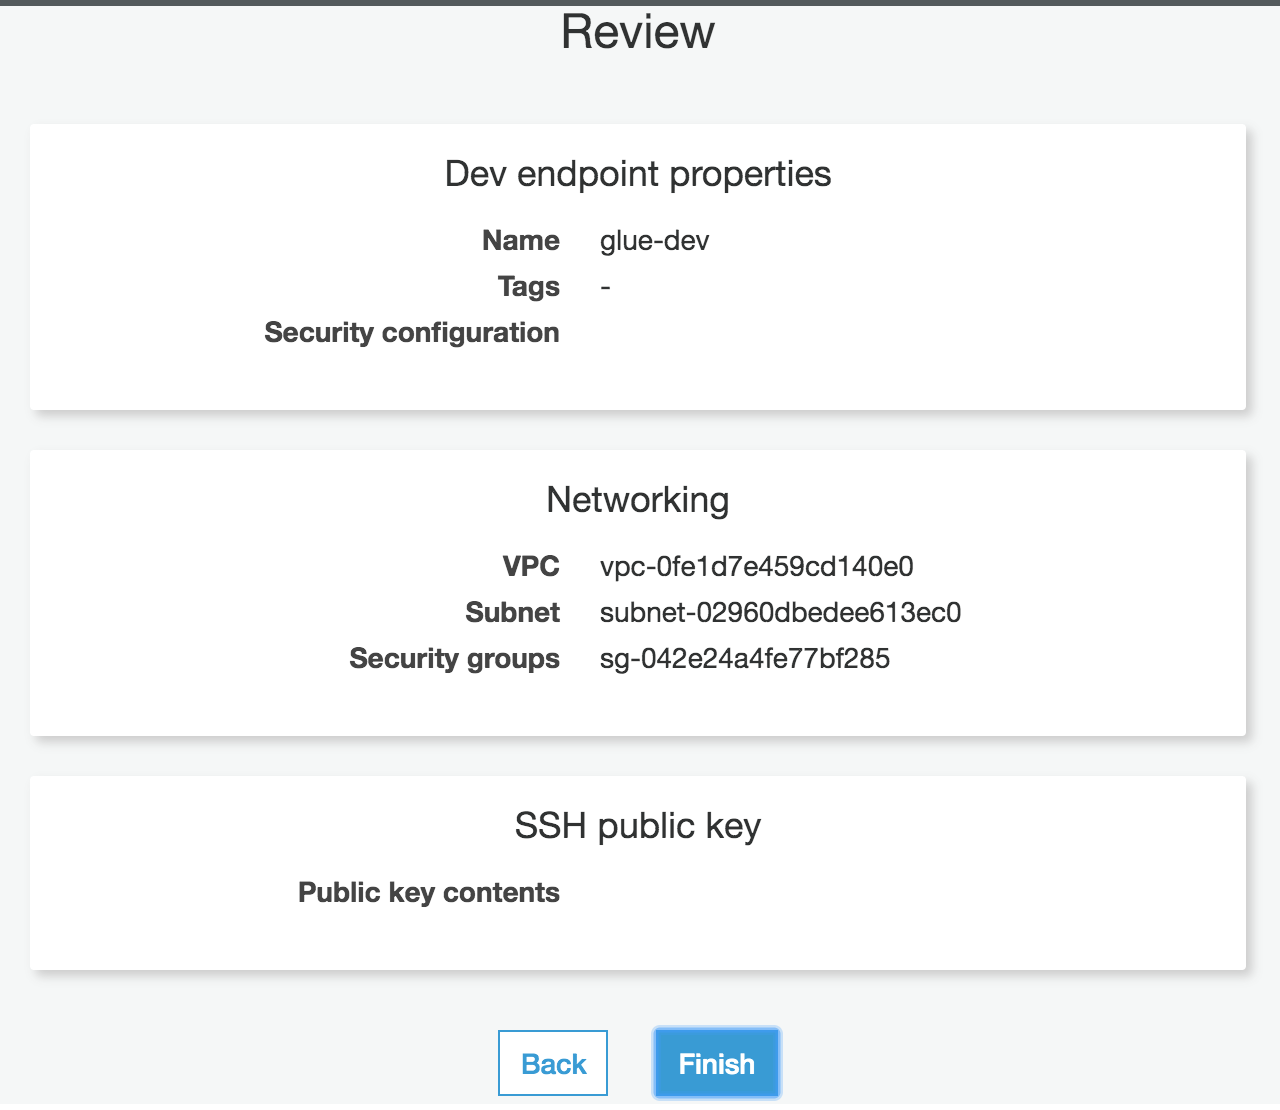 Review
Dev endpoint properties
Name glue-dev
Tags -
Security configuration
Networking
VPC vpc-0fe1d7e459cd140e0
Subnet subnet-02960dbedee613ec0
Security groups sg-042e24a4fe77bf285
SSH public key
Public key contents
Back Finish